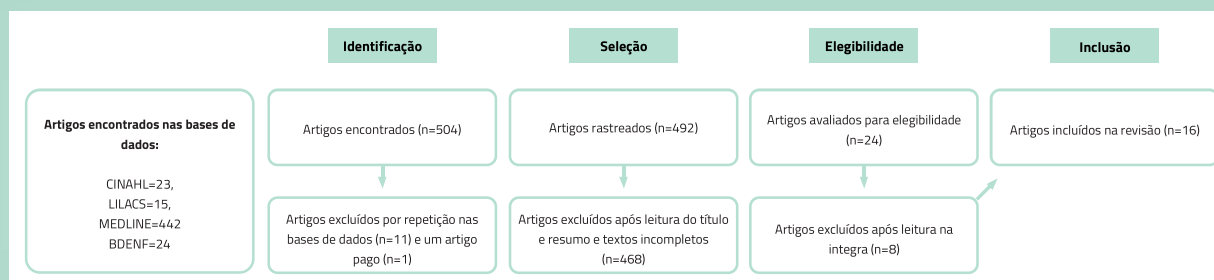 Identificação
Seleção
Elegibilidade
Inclusão
Artigos encontrados nas bases de
dados:
CINAHL=23,
LILACS=15,
MEDLINE=442
BDENF=24
Artigos encontrados (n=504)
Artigos excluídos por repetição nas
bases de dados (n=11) e um artigo
pago (n=1)
Artigos rastreados (n=492)
Artigos excluídos após leitura do título
e resumo e textos incompletos
(n=468)
Artigos avaliados para elegibilidade
(n=24)
Artigos excluídos após leitura na
integra (n=8)
Artigos incluídos na revisão (n=16)